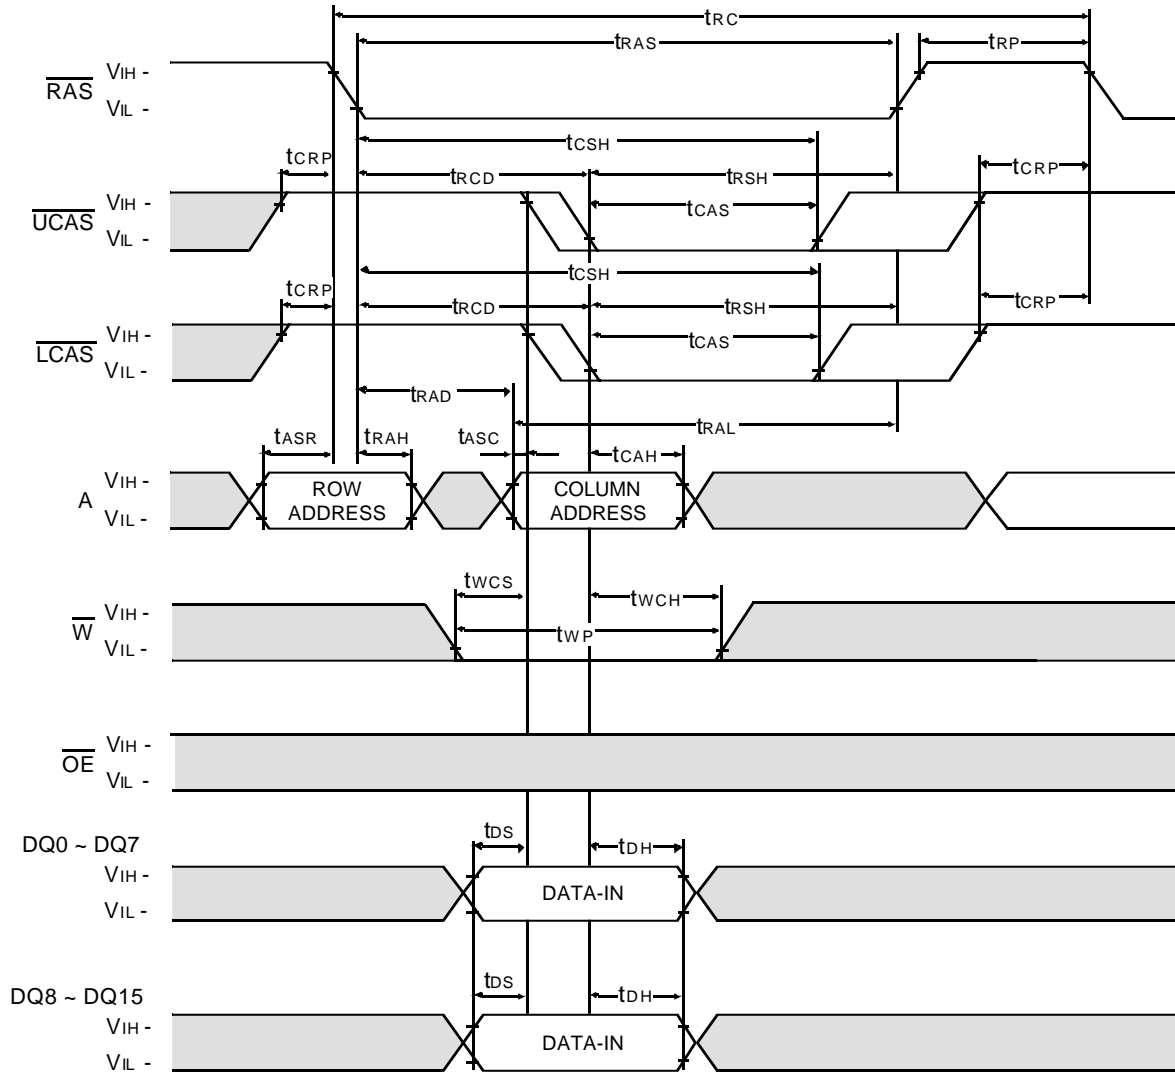 tRC
tRAS
tRP
RAS
VIH -
VIL -
tCSH
tCRP
tRCD
tRSH
tCRP
UCAS
VIH -
VIL -
tCAS
tCSH
tCRP
tRCD
tRSH
tCRP
LCAS
VIH -
VIL -
tCAS
tRAD
tRAL
tASR
tRAH
tASC
tCAH
A
VIH -
VIL -
ROW
ADDRESS
COLUMN
ADDRESS
tWCS
tWCH
W
VIH -
VIL -
tWP
OE
VIH -
VIL -
DQ0 ~ DQ7
tDS
tDH
VIH -
VIL -
DATA-IN
DQ8 ~ DQ15
tDS
tDH
VIH -
VIL -
DATA-IN